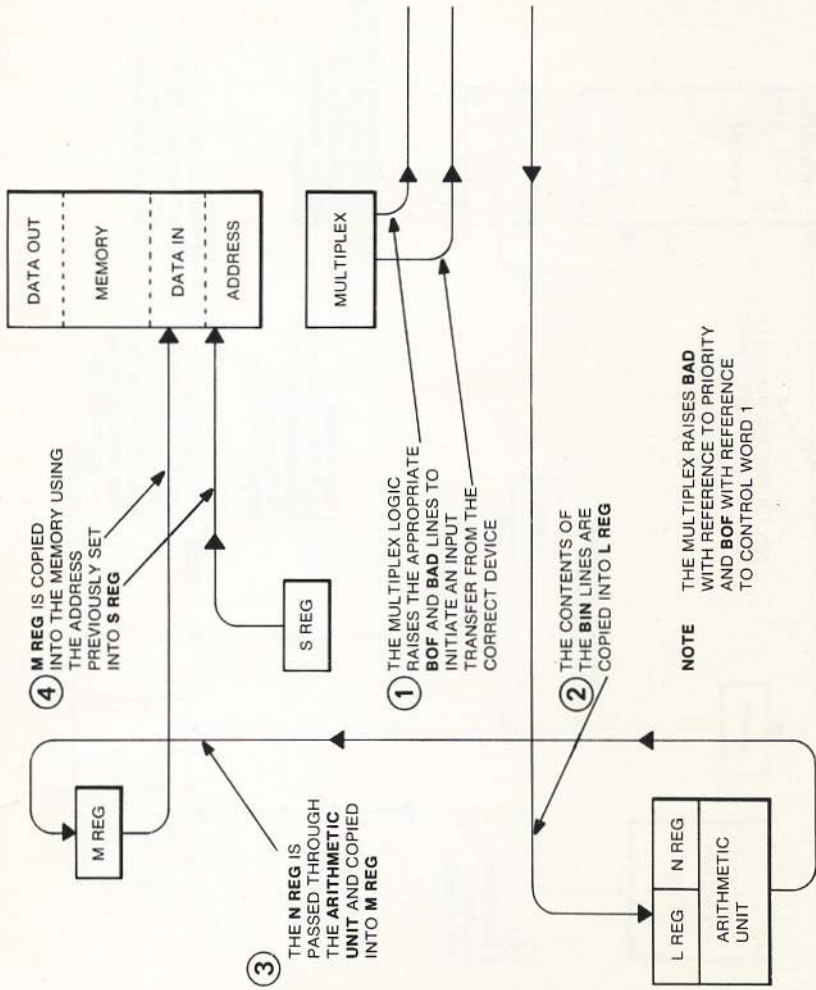 DATA OUT
MEMORY
DATA IN
ADDRESS
MULTIPLEX
4 M REG IS COPIED
INTO THE MEMORY USING
THE ADDRESS
PREVIOUSLY SET
INTO S REG
M REG
S REG
1 THE MULTIPLEX LOGIC
RAISES THE APPROPRIATE
BOF and BAD LINES TO
INITIATE AN INPUT
TRANSFER FROM THE
CORRECT DEVICE
3
THE N REG IS
PASSED THROUGH
THE ARITHMETIC
UNIT AND COPIED
INTO M REG
2 THE CONTENTS OF
THE BIN LINES ARE
COPIED INTO L REG
NOTE THE MULTIPLEX RAISES BAD
WITH REFERENCE TO PRIORITY
AND BOF WITH REFERENCE
TO CONTROL WORD 1
L REG
N REG
ARITHMETIC
UNIT